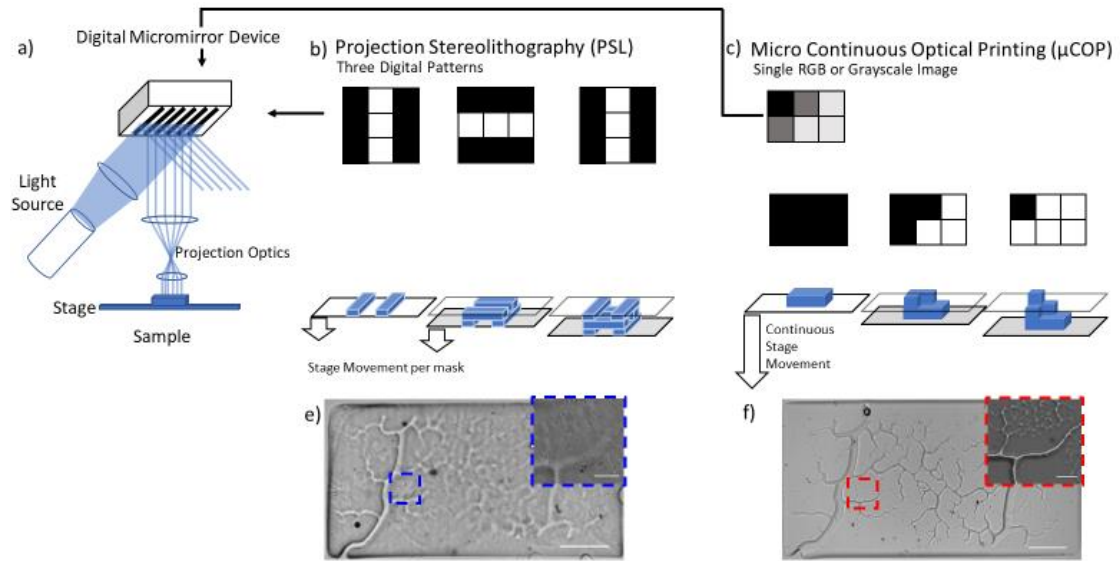 a)
Digital Micromirror Device
Light
Source
Projection Optics
Stage
Sample
b)
Projection Stereolithography (PSL)
Three Digital Patterns
Stage Movement per mask
c)
Micro Continuous Optical Printing (μCOP)
Single RGB or Grayscale Image
Continuous
Stage
Movement
e)
f)